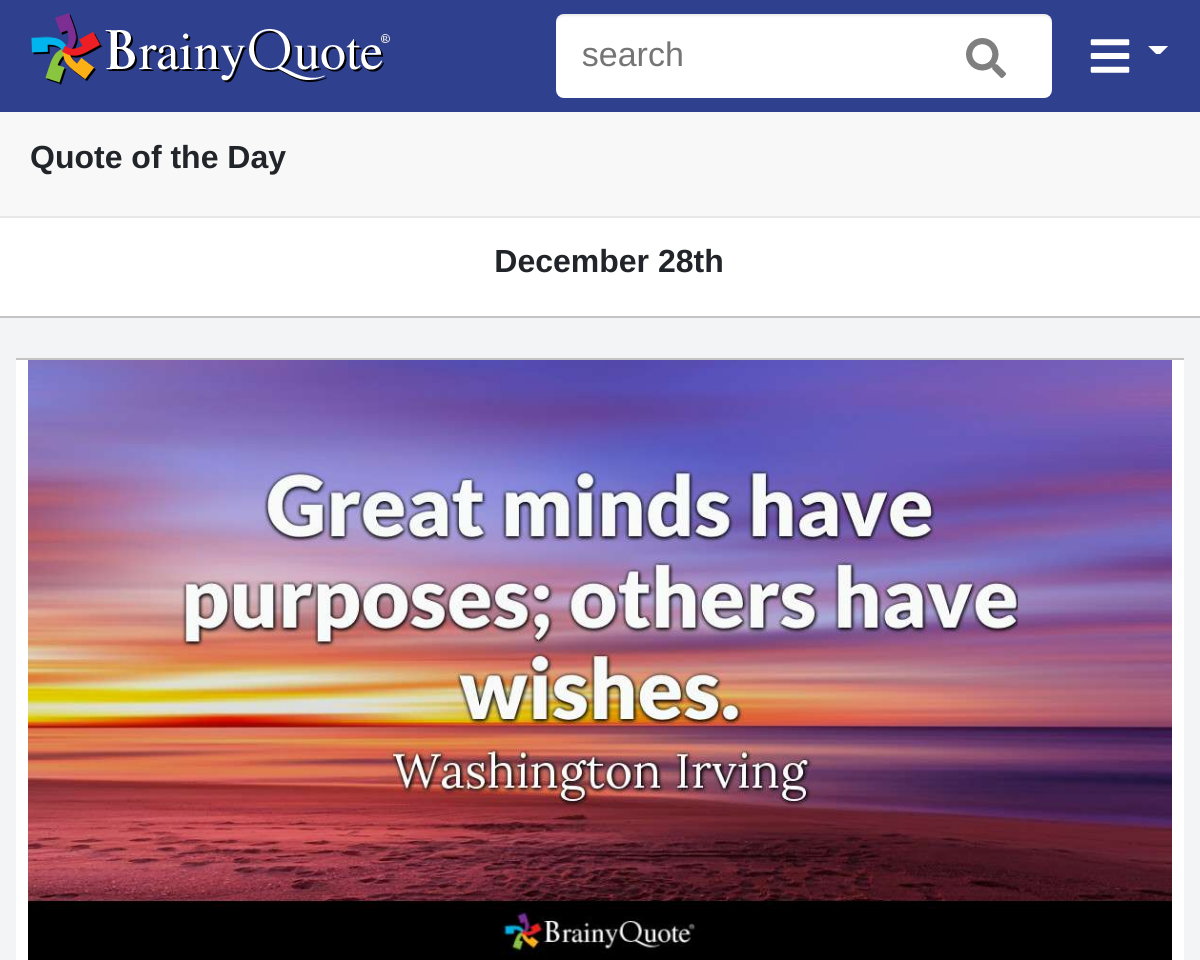 BrainyQuote®
search
Quote of the Day
December 28th
Great minds have
purposes; others have
wishes.
Washington Irving
BrainyQuote®